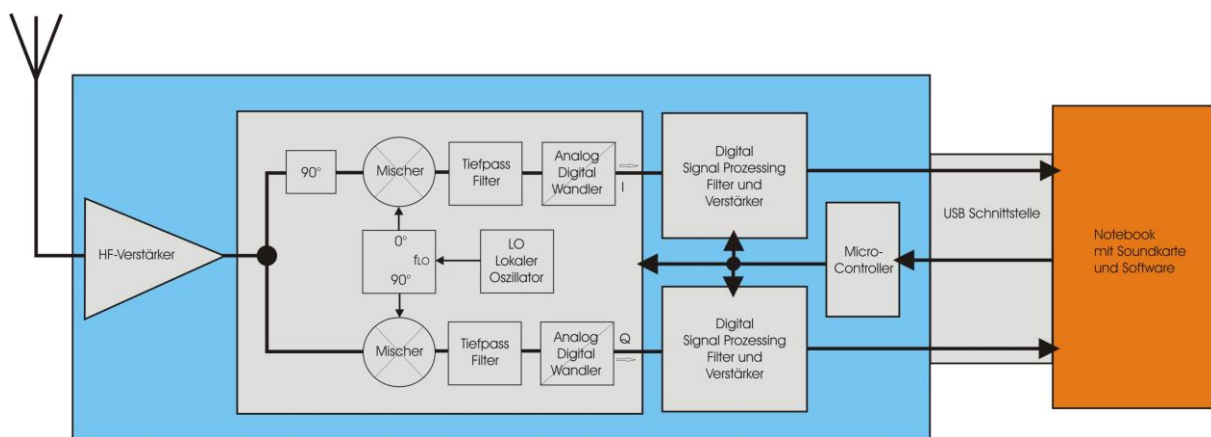 HF-Verstärker
90°
Mischer
Tiefpass
Filter
Analog
Digital
Wandler
I
0°
fLO
90°
LO
Lokaler
Oszillator
Mischer
Tiefpass
Filter
Analog
Digital
Wandler
Q
Digital
Signal Prozessing
Filter und
Verstärker
Micro-
Controller
Digital
Signal Prozessing
Filter und
Verstärker
USB Schnittstelle
Notebook
mit Soundkarte
und Software